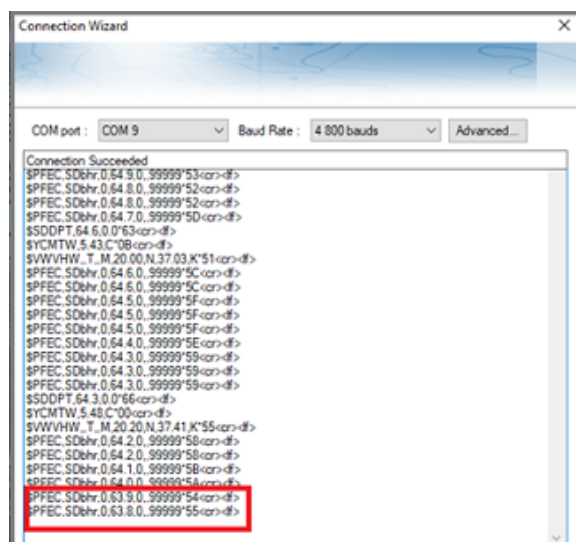 Connection Wizard
COM port : COM 9 Baud Rate : 4 800 bauds Advanced...
Connection Succeeded
$PFEC,SDbhr,0,64.9,0,,99999*53<cr><lf>
$PFEC,SDbhr,0,64.8,0,,99999*52<cr><lf>
$PFEC,SDbhr,0,64.8,0,,99999*52<cr><lf>
$PFEC,SDbhr,0,64.7,0,,99999*5D<cr><lf>
$SDDPT,64.6,0.0*63<cr><lf>
$YCMTW,5.43,C*0B<cr><lf>
$VWVHW,,T,,M,20.00,N,37.03,K*51<cr><lf>
$PFEC,SDbhr,0,64.6,0,,99999*5C<cr><lf>
$PFEC,SDbhr,0,64.6,0,,99999*5C<cr><lf>
$PFEC,SDbhr,0,64.5,0,,99999*5F<cr><lf>
$PFEC,SDbhr,0,64.5,0,,99999*5F<cr><lf>
$PFEC,SDbhr,0,64.4,0,,99999*5E<cr><lf>
$PFEC,SDbhr,0,64.3,0,,99999*59<cr><lf>
$PFEC,SDbhr,0,64.3,0,,99999*59<cr><lf>
$PFEC,SDbhr,0,64.3,0,,99999*59<cr><lf>
$SDDPT,64.3,0.0*66<cr><lf>
$YCMTW,5.48,C*00<cr><lf>
$VWVHW,,T,,M,20.20,N,37.41,K*55<cr><lf>
$PFEC,SDbhr,0,64.2,0,,99999*58<cr><lf>
$PFEC,SDbhr,0,64.2,0,,99999*58<cr><lf>
$PFEC,SDbhr,0,64.1,0,,99999*5B<cr><lf>
$PFEC,SDbhr,0,64.0,0,,99999*5A<cr><lf>
$PFEC,SDbhr,0,63.9,0,,99999*54<cr><lf>
$PFEC,SDbhr,0,63.8,0,,99999*55<cr><lf>